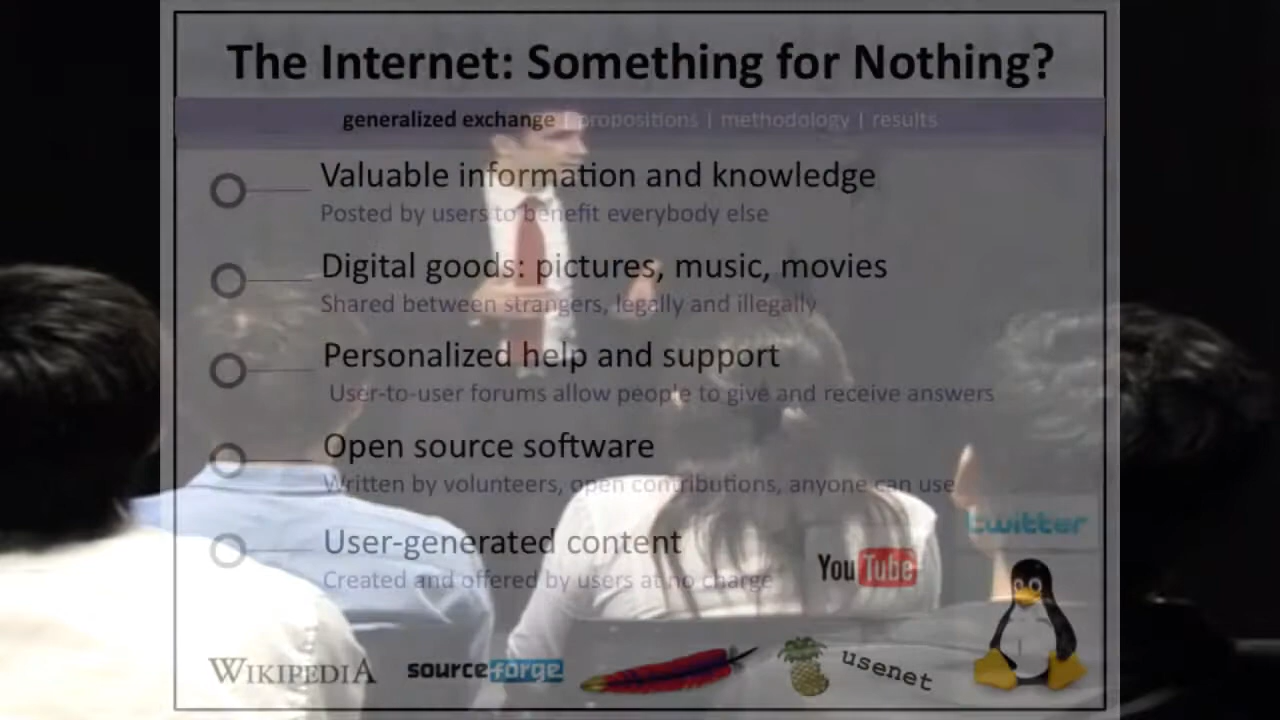 The Internet: Something for Nothing?
generalized exchange | propositions | methodology | results
Valuable information and knowledge
Posted by users to benefit everybody else
Digital goods: pictures, music, movies
Shared between strangers, legally and illegally
Personalized help and support
User-to-user forums allow people to give and receive answers
Open source software
Written by volunteers, open contributions, anyone can use
twitter
User-generated content
YouTube
Created and offered by users at no charge
WIKIPEDIA
sourceforge
usenet